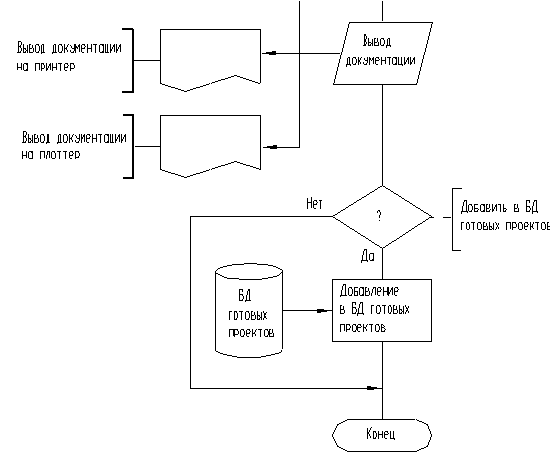 Вывод документации
на принтер
Вывод
документации
Вывод документации
на плоттер
Нет
?
Добавить в БД
готовых проектов
Да
БД
готовых
проектов
Добавление
в БД готовых
проектов
Конец